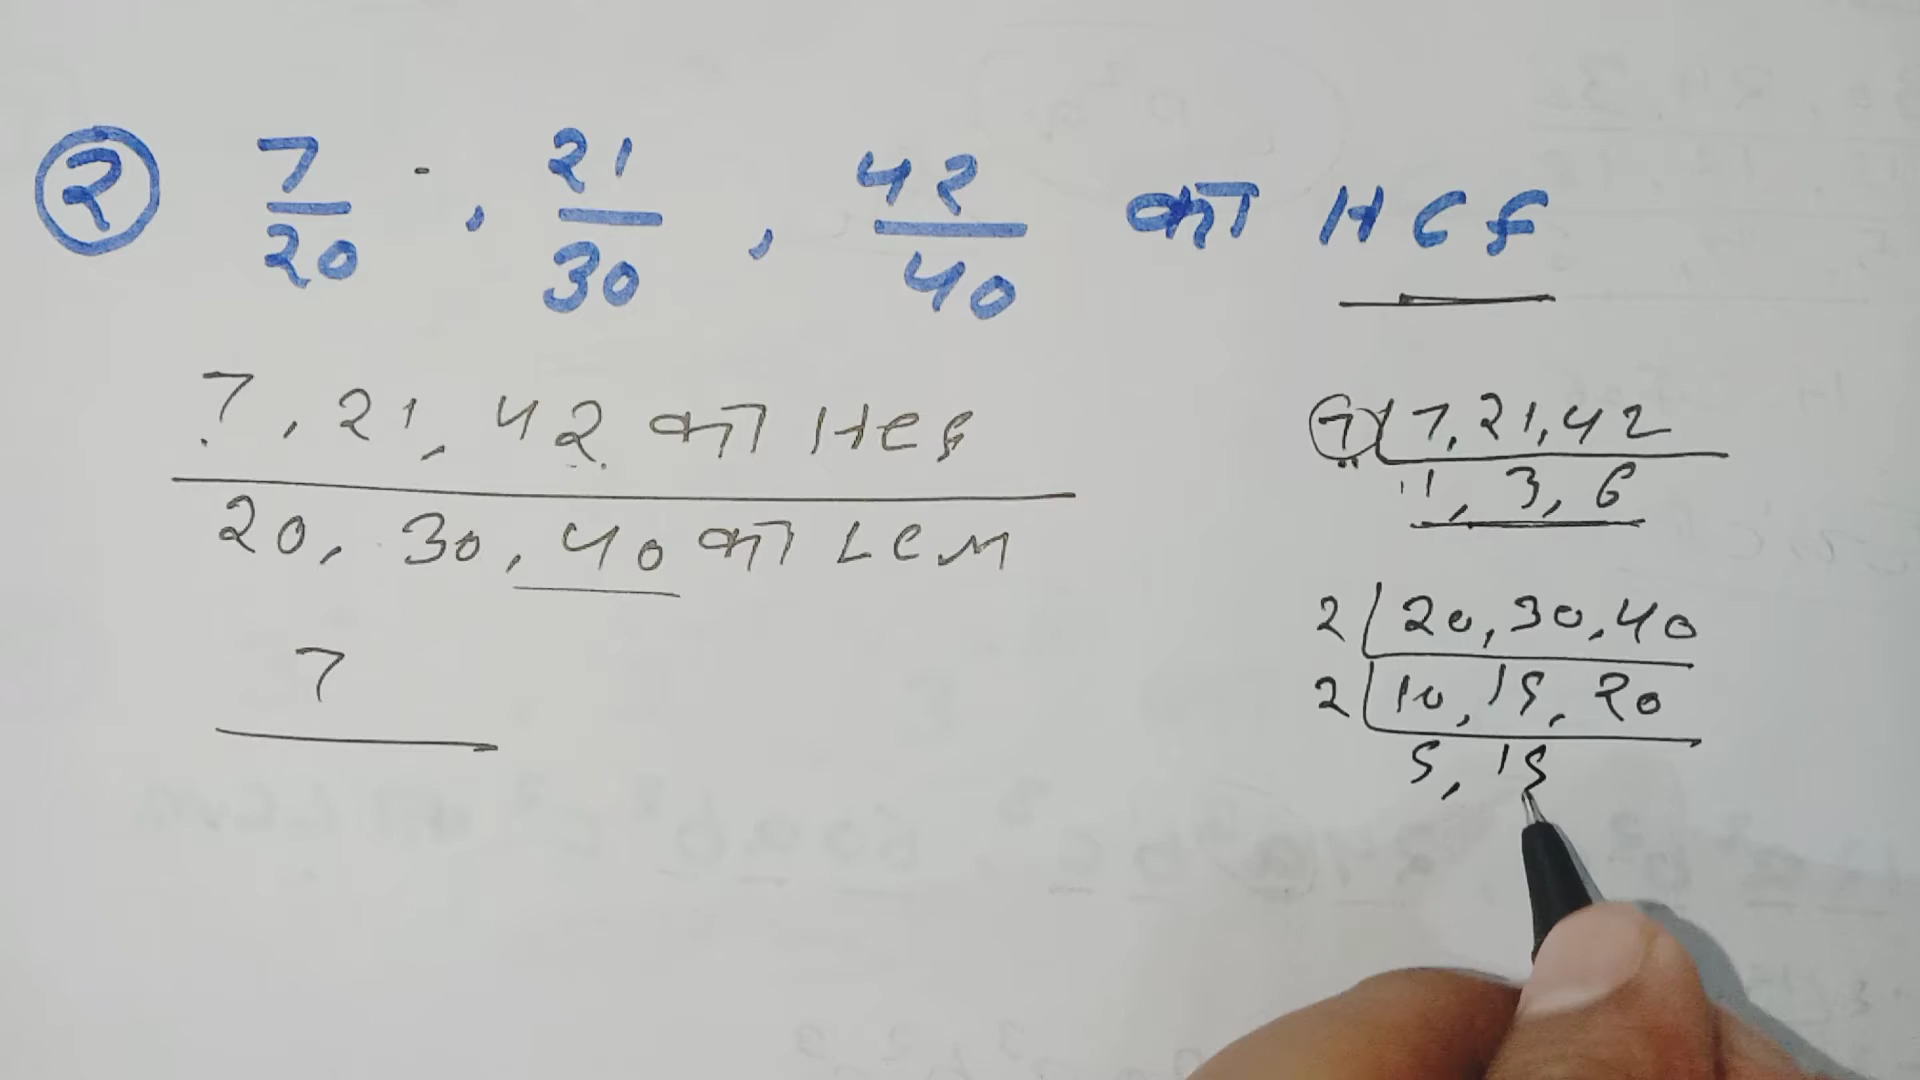 2 7/20 , 21/30 , 42/40 का HCF
7, 21, 42 का HCF
20, 30, 40 का LCM
7
7 7, 21, 42
1, 3, 6
2 20, 30, 40
2 10, 15, 20
5, 15